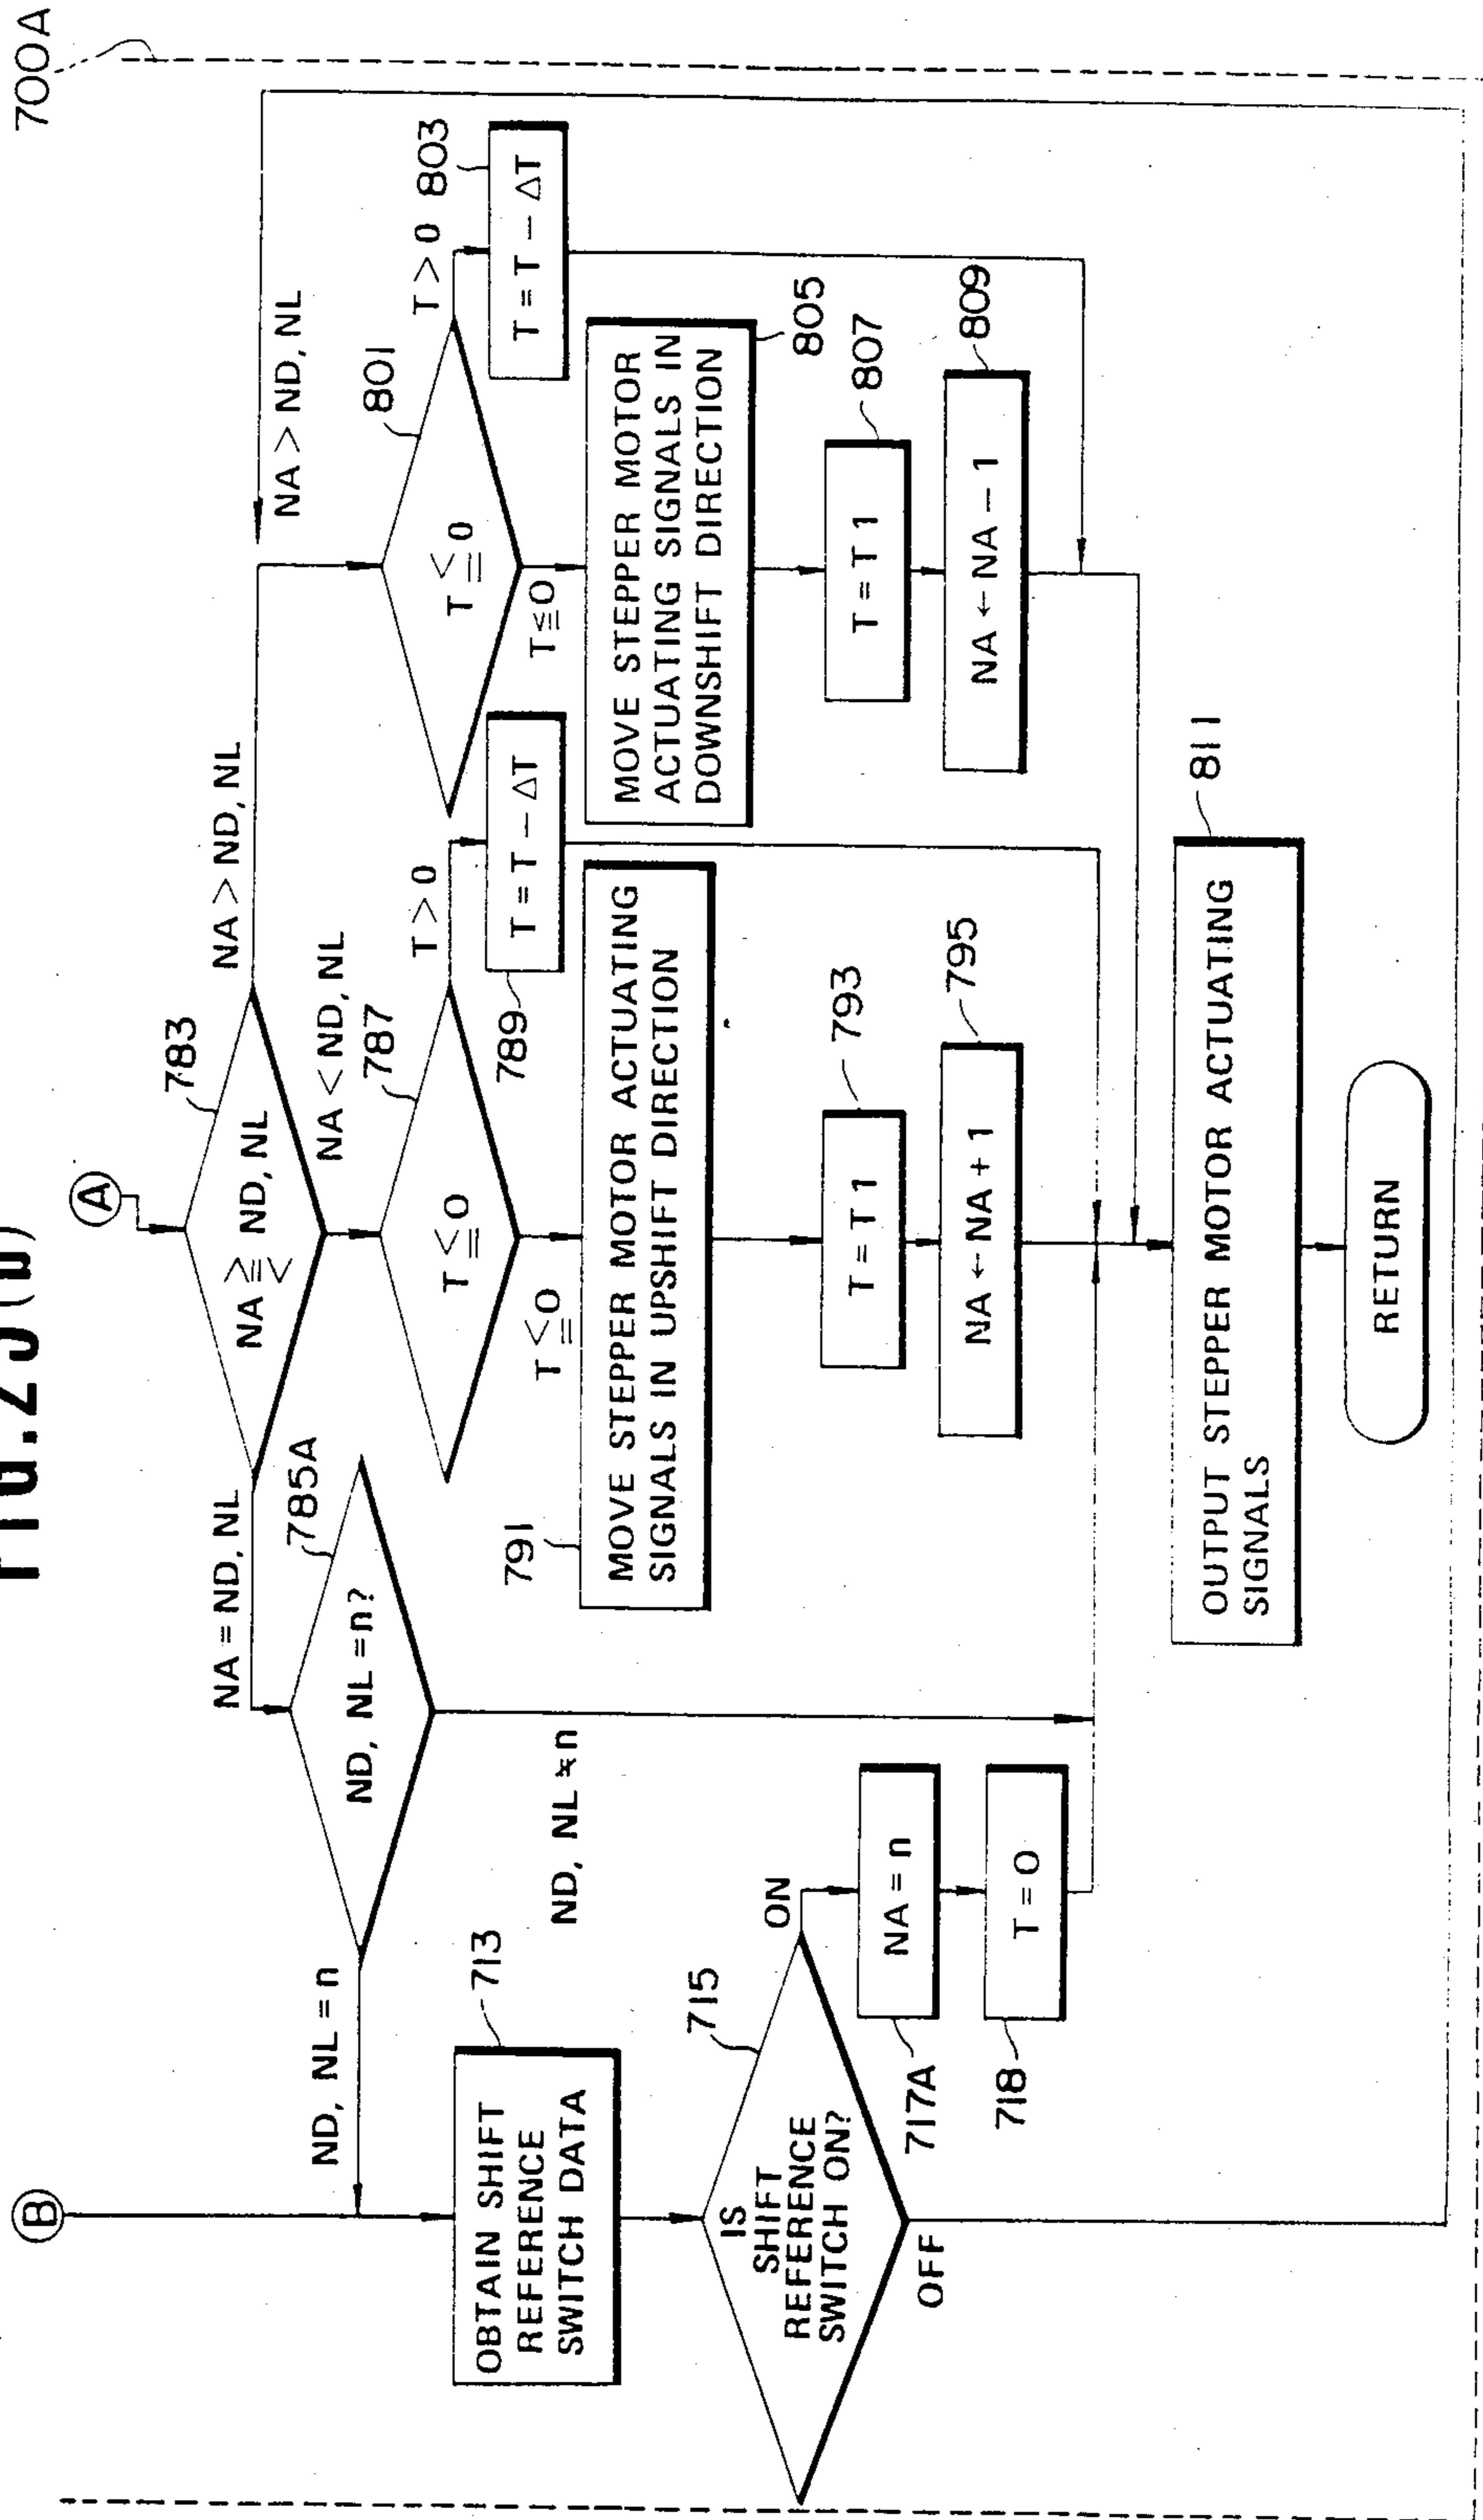 700A
A
783
NA ≧< ND, NL
NA = ND, NL
NA < ND, NL
NA > ND, NL
NA > ND, NL
785A
ND, NL = n?
ND, NL = n
ND, NL ≠ n
787
T ≦ 0
T > 0
T ≦ 0
789
T = T − ΔT
791
MOVE STEPPER MOTOR ACTUATING
SIGNALS IN UPSHIFT DIRECTION
793
T = T1
795
NA ← NA + 1
801
T ≦ 0
T > 0
T ≦ 0
803
T = T − ΔT
805
MOVE STEPPER MOTOR
ACTUATING SIGNALS IN
DOWNSHIFT DIRECTION
807
T = T1
809
NA ← NA − 1
B
713
OBTAIN SHIFT
REFERENCE
SWITCH DATA
715
IS
SHIFT
REFERENCE
SWITCH ON?
ON
OFF
717A
NA = n
718
T = 0
811
OUTPUT STEPPER MOTOR ACTUATING
SIGNALS
RETURN